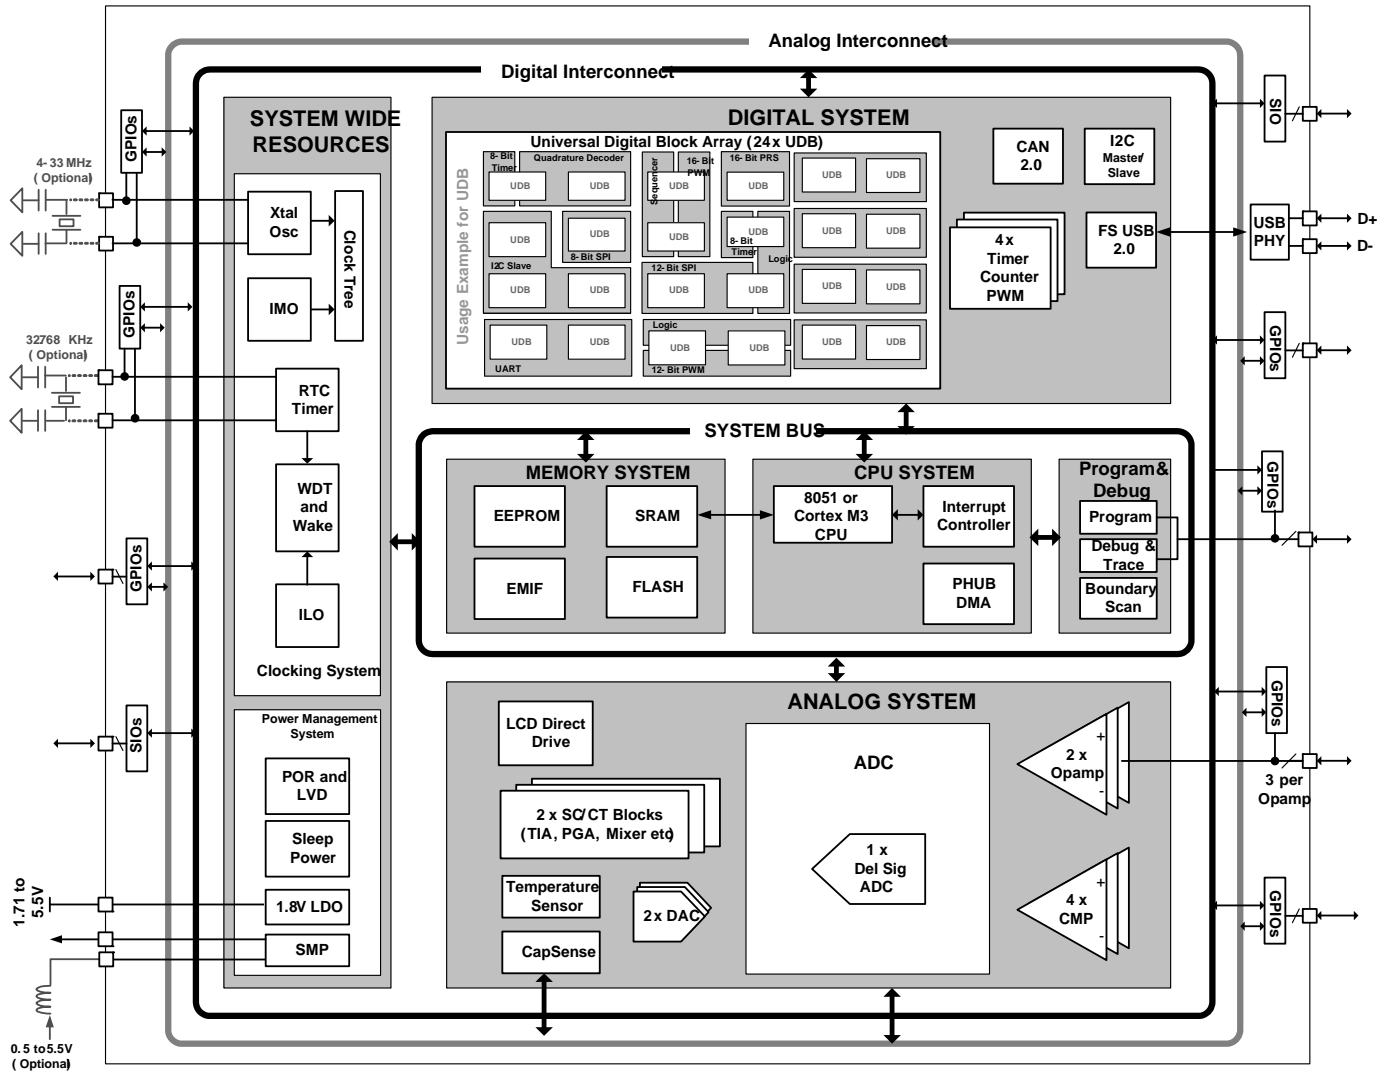 Analog Interconnect
Digital Interconnect
SYSTEM WIDE
RESOURCES
GPIOs
4- 33 MHz
( Optional)
Xtal
Osc
Clock Tree
IMO
GPIOs
32768 KHz
( Optional)
RTC
Timer
WDT
and
Wake
ILO
Clocking System
GPIOs
SIOs
Power Management
System
POR and
LVD
Sleep
Power
1.8V LDO
SMP
1.71 to
5.5V
0. 5 to5.5V
( Optional)
DIGITAL SYSTEM
Universal Digital Block Array (24x UDB)
Usage Example for UDB
8- Bit
Timer
Quadrature Decoder
Sequencer
16- Bit
PWM
16- Bit PRS
UDB
UDB
UDB
UDB
UDB
UDB
UDB
UDB
UDB
UDB
UDB
I2C Slave
8- Bit SPI
12- Bit SPI
8- Bit
Timer
Logic
UDB
UDB
UDB
UDB
UDB
UDB
UDB
UDB
UDB
UDB
UDB
UDB
UART
Logic
12- Bit PWM
CAN
2.0
I2C
Master/
Slave
4 x
Timer
Counter
PWM
FS USB
2.0
SIO
USB
PHY
D+
D-
GPIOs
SYSTEM BUS
MEMORY SYSTEM
EEPROM
SRAM
EMIF
FLASH
CPU SYSTEM
8051 or
Cortex M3
CPU
Interrupt
Controller
PHUB
DMA
Program&
Debug
Program
Debug &
Trace
Boundary
Scan
GPIOs
ANALOG SYSTEM
LCD Direct
Drive
2 x SC/CT Blocks
(TIA, PGA, Mixer etc)
Temperature
Sensor
CapSense
2 x DAC
ADC
1 x
Del Sig
ADC
+
2 x
Opamp
-
+
4 x
CMP
-
GPIOs
3 per
Opamp
GPIOs